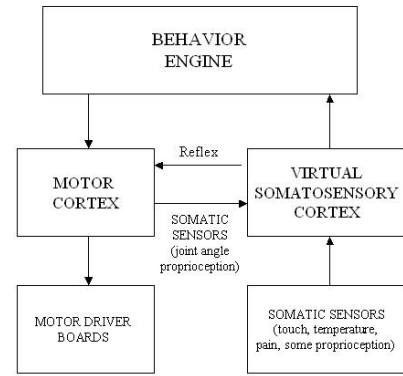 BEHAVIOR
ENGINE
Reflex
MOTOR
CORTEX
VIRTUAL
SOMATOSENSORY
CORTEX
SOMATIC
SENSORS
(joint angle
proprioception)
MOTOR DRIVER
BOARDS
SOMATIC SENSORS
(touch, temperature,
pain, some proprioception)